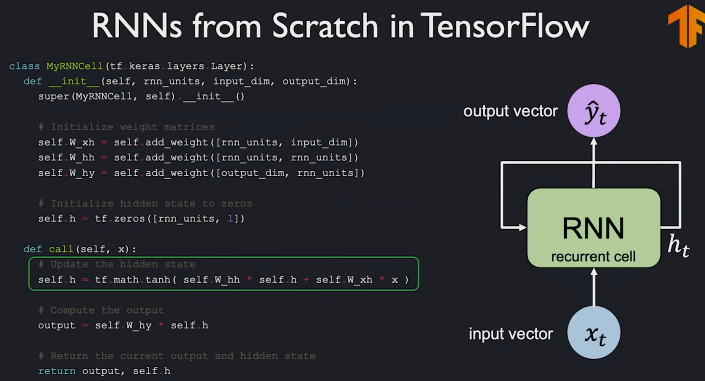 RNNs from Scratch in TensorFlow
class MyRNNCell(tf.keras.layers.Layer):
def __init__(self, rnn_units, input_dim, output_dim):
super(MyRNNCell, self).__init__()
# Initialize weight matrices
self.W_xh = self.add_weight([rnn_units, input_dim])
self.W_hh = self.add_weight([rnn_units, rnn_units])
self.W_hy = self.add_weight([output_dim, rnn_units])
# Initialize hidden state to zeros
self.h = tf.zeros([rnn_units, 1])
def call(self, x):
# Update the hidden state
self.h = tf.math.tanh( self.W_hh * self.h + self.W_xh * x )
# Compute the output
output = self.W_hy * self.h
# Return the current output and hidden state
return output, self.h
output vector
ŷ_t
RNN
recurrent cell
h_t
input vector
x_t